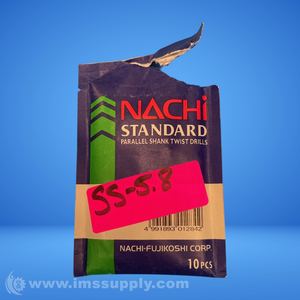 NACHi
STANDARD
PARALLEL SHANK TWIST DRILLS
SS-5.8
4 991893 012842
NACHI-FUJIKOSHI CORP.
10 PCS
© www.imssupply.com